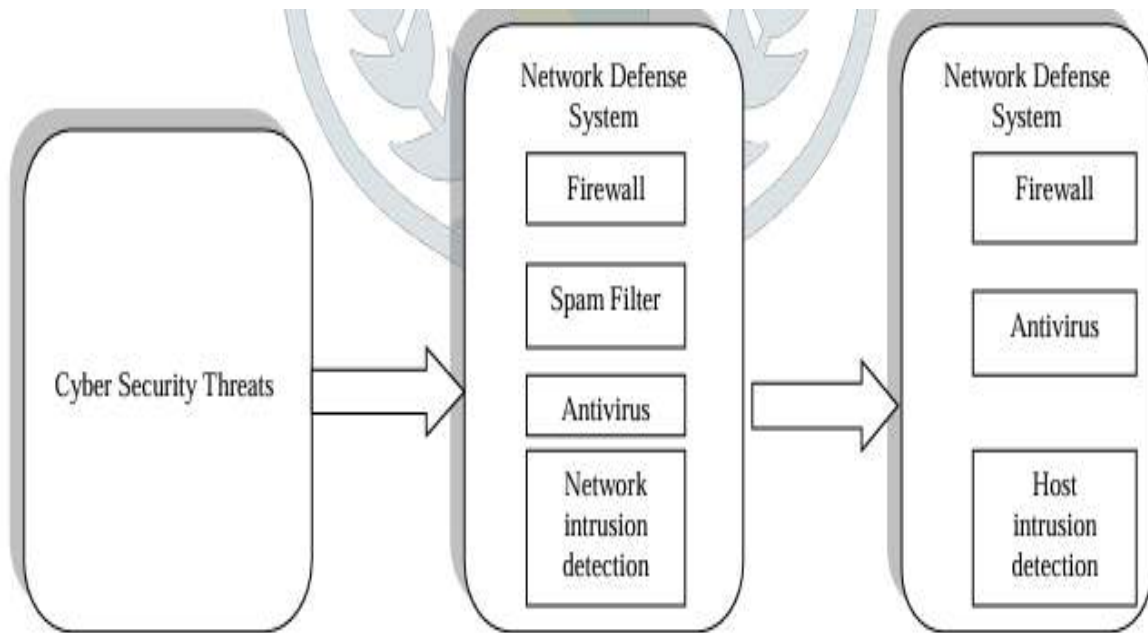 Cyber Security Threats
Network Defense
System
Firewall
Spam Filter
Antivirus
Network
intrusion
detection
Network Defense
System
Firewall
Antivirus
Host
intrusion
detection